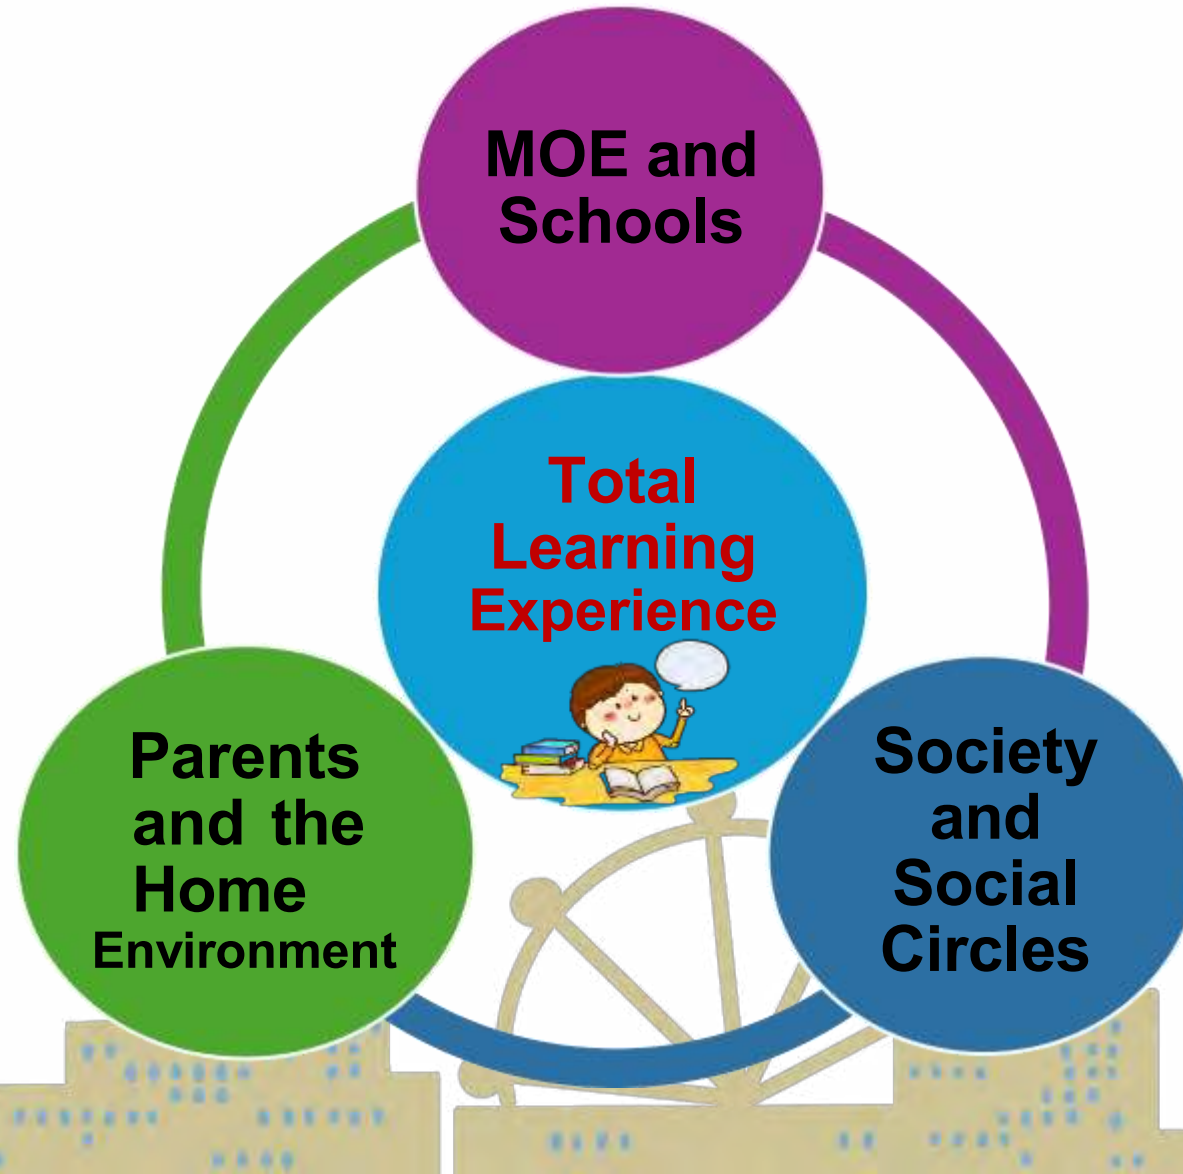 MOE and
Schools
Total
Learning
Experience
Parents
and the
Home
Environment
Society
and
Social
Circles